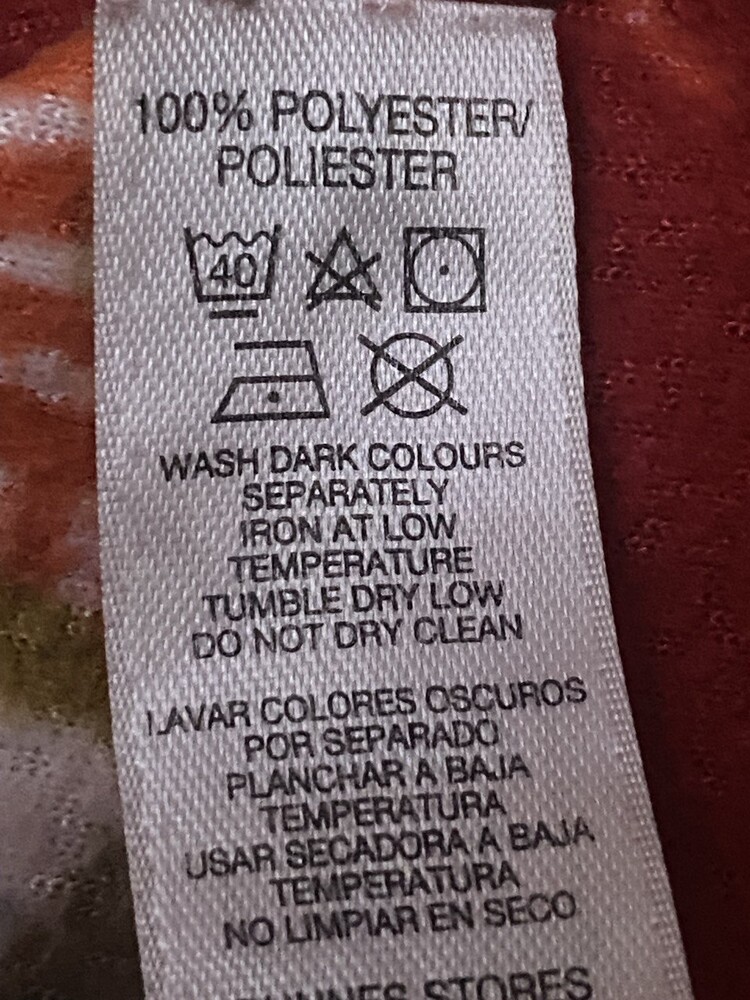 100% POLYESTER/
POLIESTER
40
WASH DARK COLOURS
SEPARATELY
IRON AT LOW
TEMPERATURE
TUMBLE DRY LOW
DO NOT DRY CLEAN
LAVAR COLORES OSCUROS
POR SEPARADO
PLANCHAR A BAJA
TEMPERATURA
USAR SECADORA A BAJA
TEMPERATURA
NO LIMPIAR EN SECO
STORES